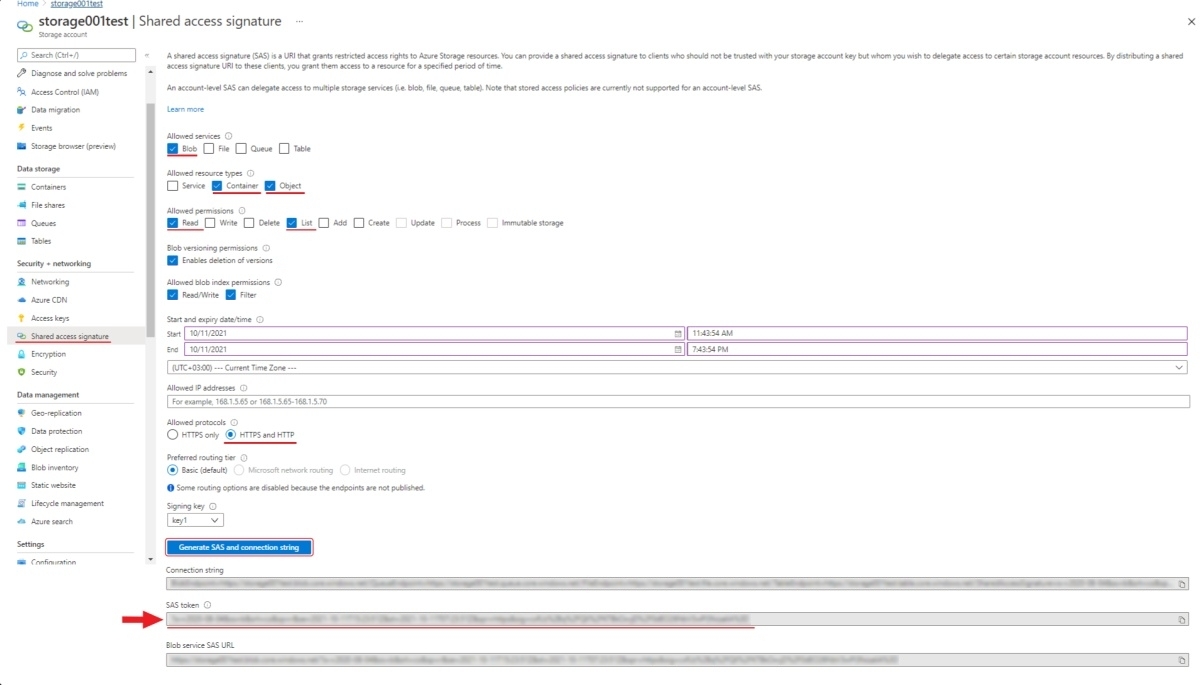 Home > storage001test
storage001test | Shared access signature ...
Storage account
Search (Ctrl+/)
Diagnose and solve problems
Access Control (IAM)
Data migration
Events
Storage browser (preview)
Data storage
Containers
File shares
Queues
Tables
Security + networking
Networking
Azure CDN
Access keys
Shared access signature
Encryption
Security
Data management
Geo-replication
Data protection
Object replication
Blob inventory
Static website
Lifecycle management
Azure search
Settings
Configuration
A shared access signature (SAS) is a URI that grants restricted access rights to Azure Storage resources. You can provide a shared access signature to clients who should not be trusted with your storage account key but whom you wish to delegate access to certain storage account resources. By distributing a shared
access signature URI to these clients, you grant them access to a resource for a specified period of time.
An account-level SAS can delegate access to multiple storage services (i.e. blob, file, queue, table). Note that stored access policies are currently not supported for an account-level SAS.
Learn more
Allowed services
Blob File Queue Table
Allowed resource types
Service Container Object
Allowed permissions
Read Write Delete List Add Create Update Process Immutable storage
Blob versioning permissions
Enables deletion of versions
Allowed blob index permissions
Read/Write Filter
Start and expiry date/time
Start 10/11/2021 11:43:54 AM
End 10/11/2021 7:43:54 PM
(UTC+03:00) --- Current Time Zone ---
Allowed IP addresses
For example, 168.1.5.65 or 168.1.5.65-168.1.5.70
Allowed protocols
HTTPS only HTTPS and HTTP
Preferred routing tier
Basic (default) Microsoft network routing Internet routing
Some routing options are disabled because the endpoints are not published.
Signing key
key1
Generate SAS and connection string
Connection string
SAS token
Blob service SAS URL